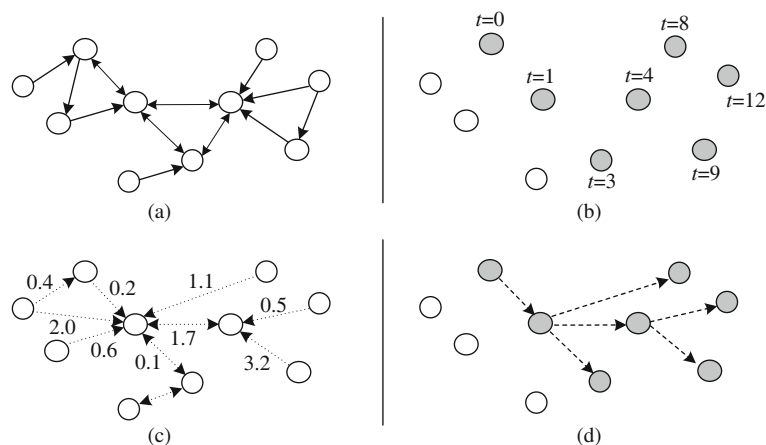 t=0
t=8
t=1
t=4
t=12
t=3
t=9
(a)
(b)
0.4
0.2
1.1
0.5
2.0
1.7
0.6
0.1
3.2
(c)
(d)